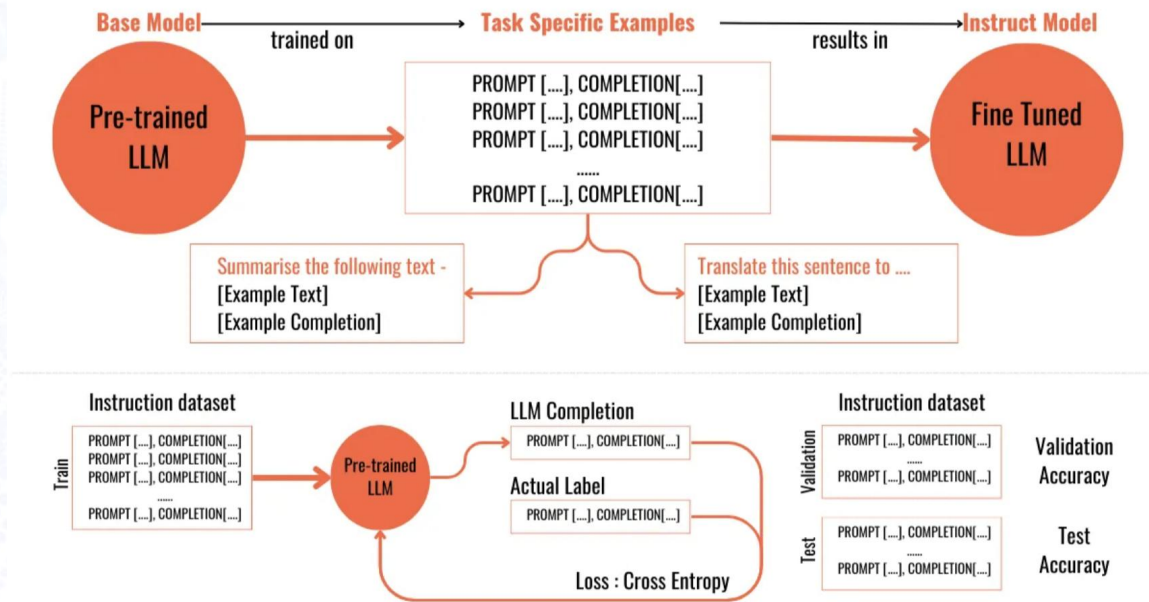 Base Model
trained on
Task Specific Examples
results in
Instruct Model
Pre-trained
LLM
PROMPT [....], COMPLETION[....]
PROMPT [....], COMPLETION[....]
PROMPT [....], COMPLETION[....]
......
PROMPT [....], COMPLETION[....]
Fine Tuned
LLM
Summarise the following text -
[Example Text]
[Example Completion]
Translate this sentence to ....
[Example Text]
[Example Completion]
Instruction dataset
Train
PROMPT [....], COMPLETION[....]
PROMPT [....], COMPLETION[....]
PROMPT [....], COMPLETION[....]
......
PROMPT [....], COMPLETION[....]
Pre-trained
LLM
LLM Completion
PROMPT [....], COMPLETION[....]
Actual Label
PROMPT [....], COMPLETION[....]
Loss : Cross Entropy
Instruction dataset
Validation
PROMPT [....], COMPLETION[....]
......
PROMPT [....], COMPLETION[....]
Validation
Accuracy
Test
PROMPT [....], COMPLETION[....]
......
PROMPT [....], COMPLETION[....]
Test
Accuracy